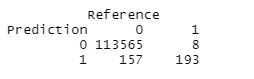 Reference
Prediction 0 1
0 113565 8
1 157 193